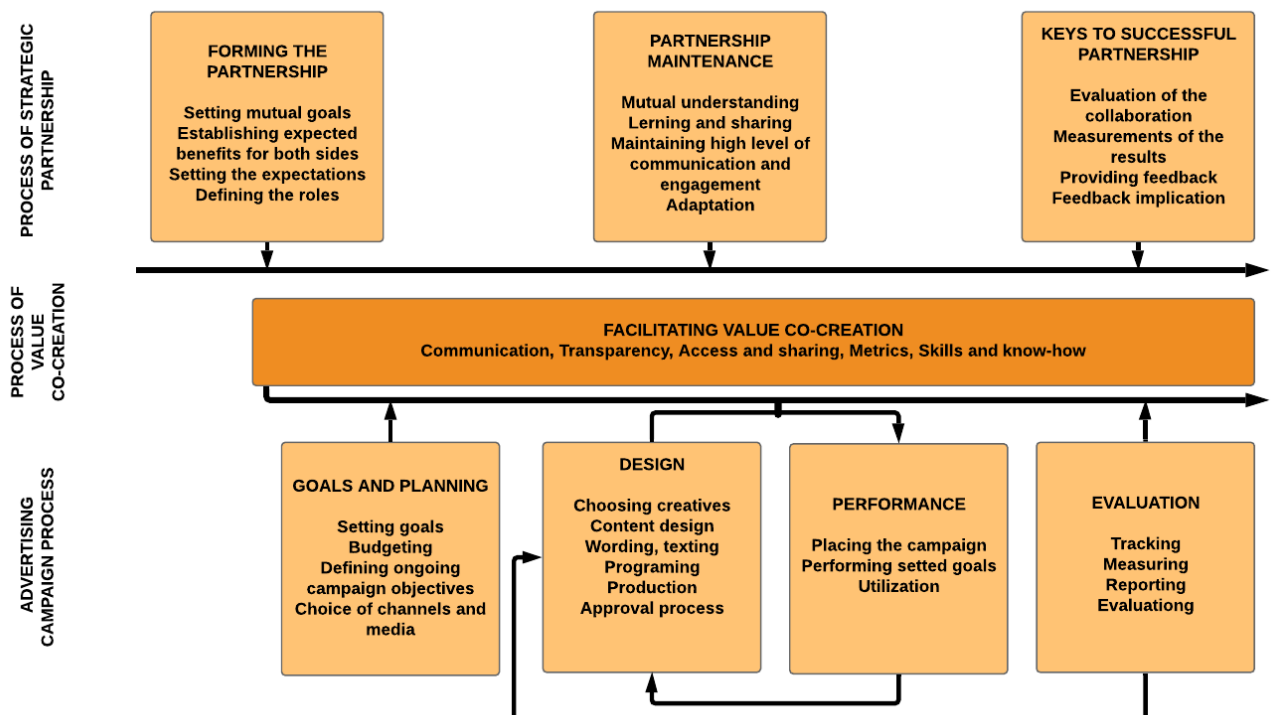 PROCESS OF STRATEGIC
PARTNERSHIP
FORMING THE
PARTNERSHIP
Setting mutual goals
Establishing expected
benefits for both sides
Setting the expectations
Defining the roles
PARTNERSHIP
MAINTENANCE
Mutual understanding
Lerning and sharing
Maintaining high level of
communication and
engagement
Adaptation
KEYS TO SUCCESSFUL
PARTNERSHIP
Evaluation of the
collaboration
Measurements of the
results
Providing feedback
Feedback implication
PROCESS OF
VALUE
CO-CREATION
FACILITATING VALUE CO-CREATION
Communication, Transparency, Access and sharing, Metrics, Skills and know-how
ADVERTISING
CAMPAIGN PROCESS
GOALS AND PLANNING
Setting goals
Budgeting
Defining ongoing
campaign objectives
Choice of channels and
media
DESIGN
Choosing creatives
Content design
Wording, texting
Programing
Production
Approval process
PERFORMANCE
Placing the campaign
Performing setted goals
Utilization
EVALUATION
Tracking
Measuring
Reporting
Evaluationg